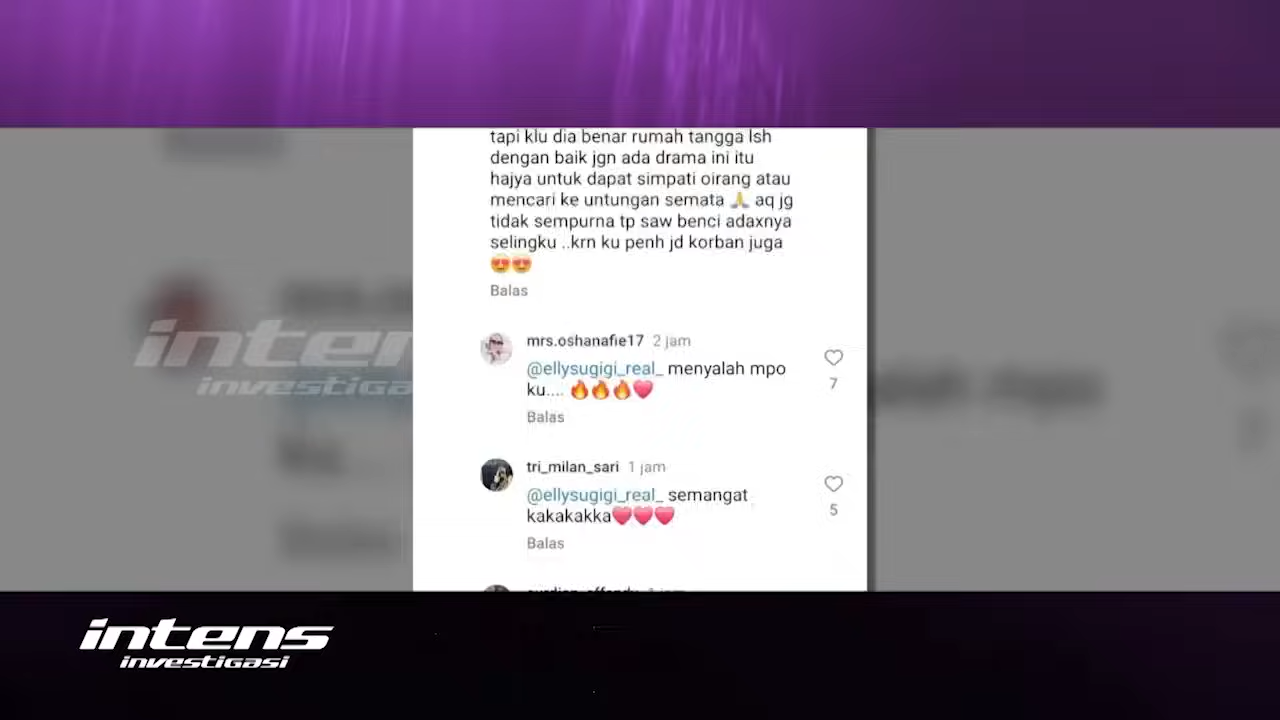 tapi klu dia benar rumah tangga lsh
dengan baik jgn ada drama ini itu
hajya untuk dapat simpati oirang atau
mencari ke untungan semata 🙏 aq jg
tidak sempurna tp saw benci adaxnya
selingku ..krn ku penh jd korban juga
😍😍
Balas
mrs.oshanafie17 2 jam
@ellysugigi_real_ menyalah mpo
ku.... 🔥🔥🔥❤️
7
Balas
tri_milan_sari 1 jam
@ellysugigi_real_ semangat
kakakakka❤️❤️❤️
5
Balas
intens
investiga
intens
investigasi